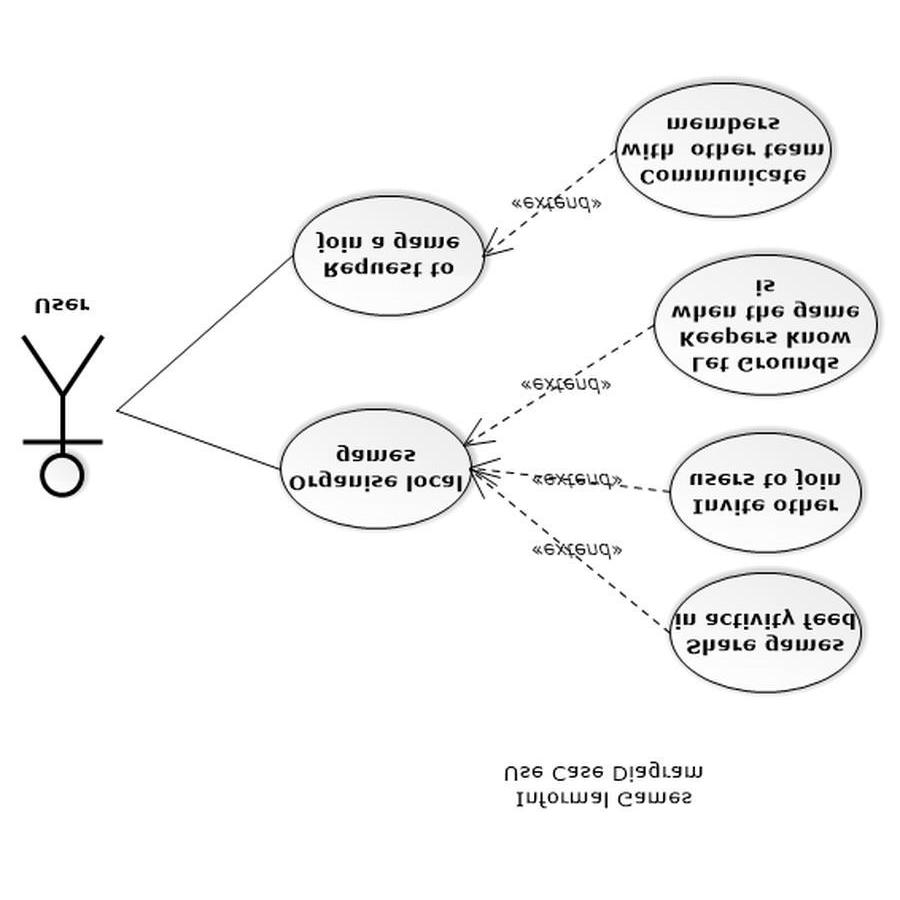 Informal Games
Use Case Diagram
Share games
in activity feed
Invite other
users to join
«extend»
«extend»
Organise local
games
Let Grounds
Keepers know
when the game
is
«extend»
User
Request to
join a game
«extend»
Communicate
with other team
members